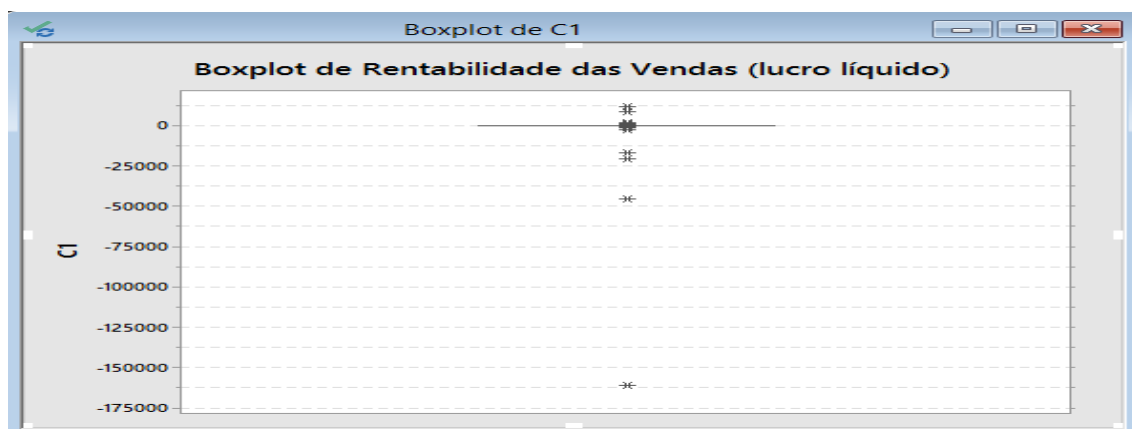 Boxplot de C1
Boxplot de Rentabilidade das Vendas (lucro líquido)
0
-25000
-50000
-75000
-100000
-125000
-150000
-175000
C1